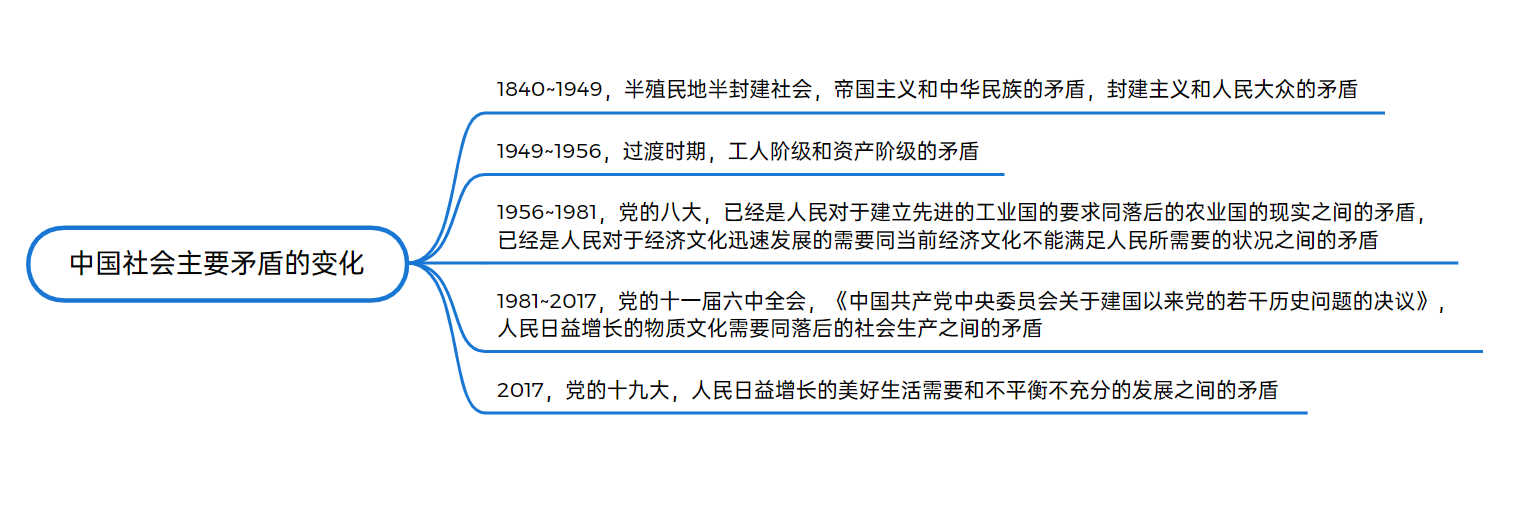 中国社会主要矛盾的变化
1840~1949，半殖民地半封建社会，帝国主义和中华民族的矛盾，封建主义和人民大众的矛盾
1949~1956，过渡时期，工人阶级和资产阶级的矛盾
1956~1981，党的八大，已经是人民对于建立先进的工业国的要求同落后的农业国的现实之间的矛盾，
已经是人民对于经济文化迅速发展的需要同当前经济文化不能满足人民所需要的状况之间的矛盾
1981~2017，党的十一届六中全会，《中国共产党中央委员会关于建国以来党的若干历史问题的决议》，
人民日益增长的物质文化需要同落后的社会生产之间的矛盾
2017，党的十九大，人民日益增长的美好生活需要和不平衡不充分的发展之间的矛盾